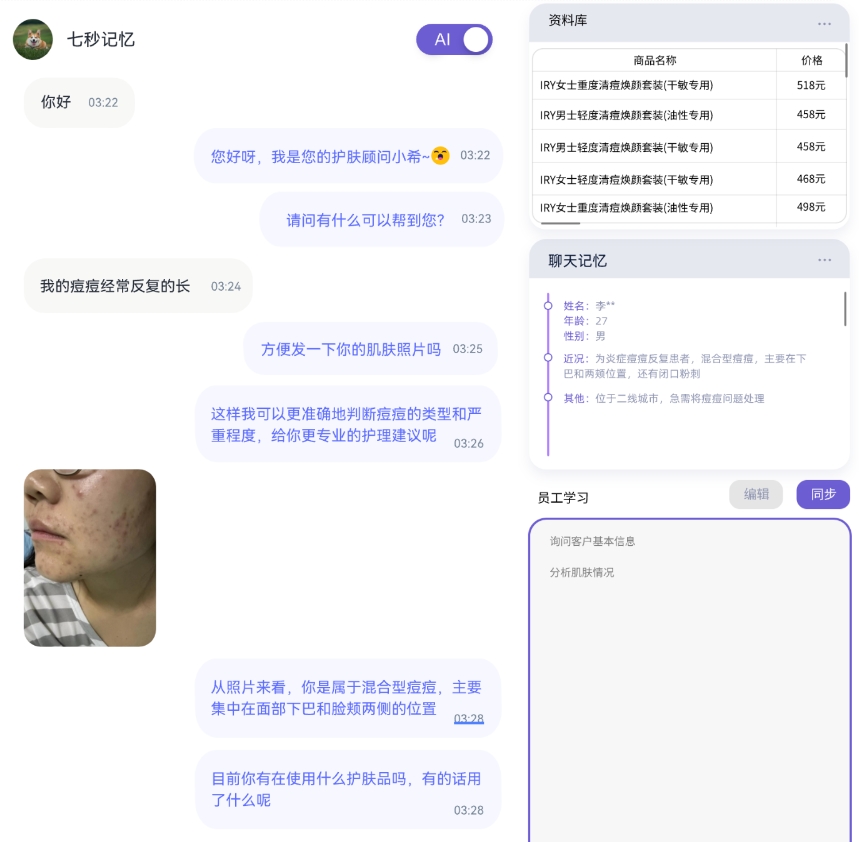 七秒记忆
AI
你好 03:22
您好呀，我是您的护肤顾问小希~😲 03:22
请问有什么可以帮到您？ 03:23
我的痘痘经常反复的长 03:24
方便发一下你的肌肤照片吗 03:25
这样我可以更准确地判断痘痘的类型和严
重程度，给你更专业的护理建议呢 03:26
从照片来看，你是属于混合型痘痘，主要
集中在面部下巴和脸颊两侧的位置 03:28
目前你有在使用什么护肤品吗，有的话用
了什么呢
03:28
资料库 ...
商品名称 价格
IRY女士重度清痘焕颜套装(干敏专用) 518元
IRY男士轻度清痘焕颜套装(油性专用) 458元
IRY男士轻度清痘焕颜套装(干敏专用) 458元
IRY女士轻度清痘焕颜套装(干敏专用) 468元
IRY女士重度清痘焕颜套装(油性专用) 498元
聊天记忆 ...
姓名：李**
年龄：27
性别：男
近况：为炎症痘痘反复患者，混合型痘痘，主要在下
巴和两颊位置，还有闭口粉刺
其他：位于二线城市，急需将痘痘问题处理
员工学习 编辑 同步
询问客户基本信息
分析肌肤情况